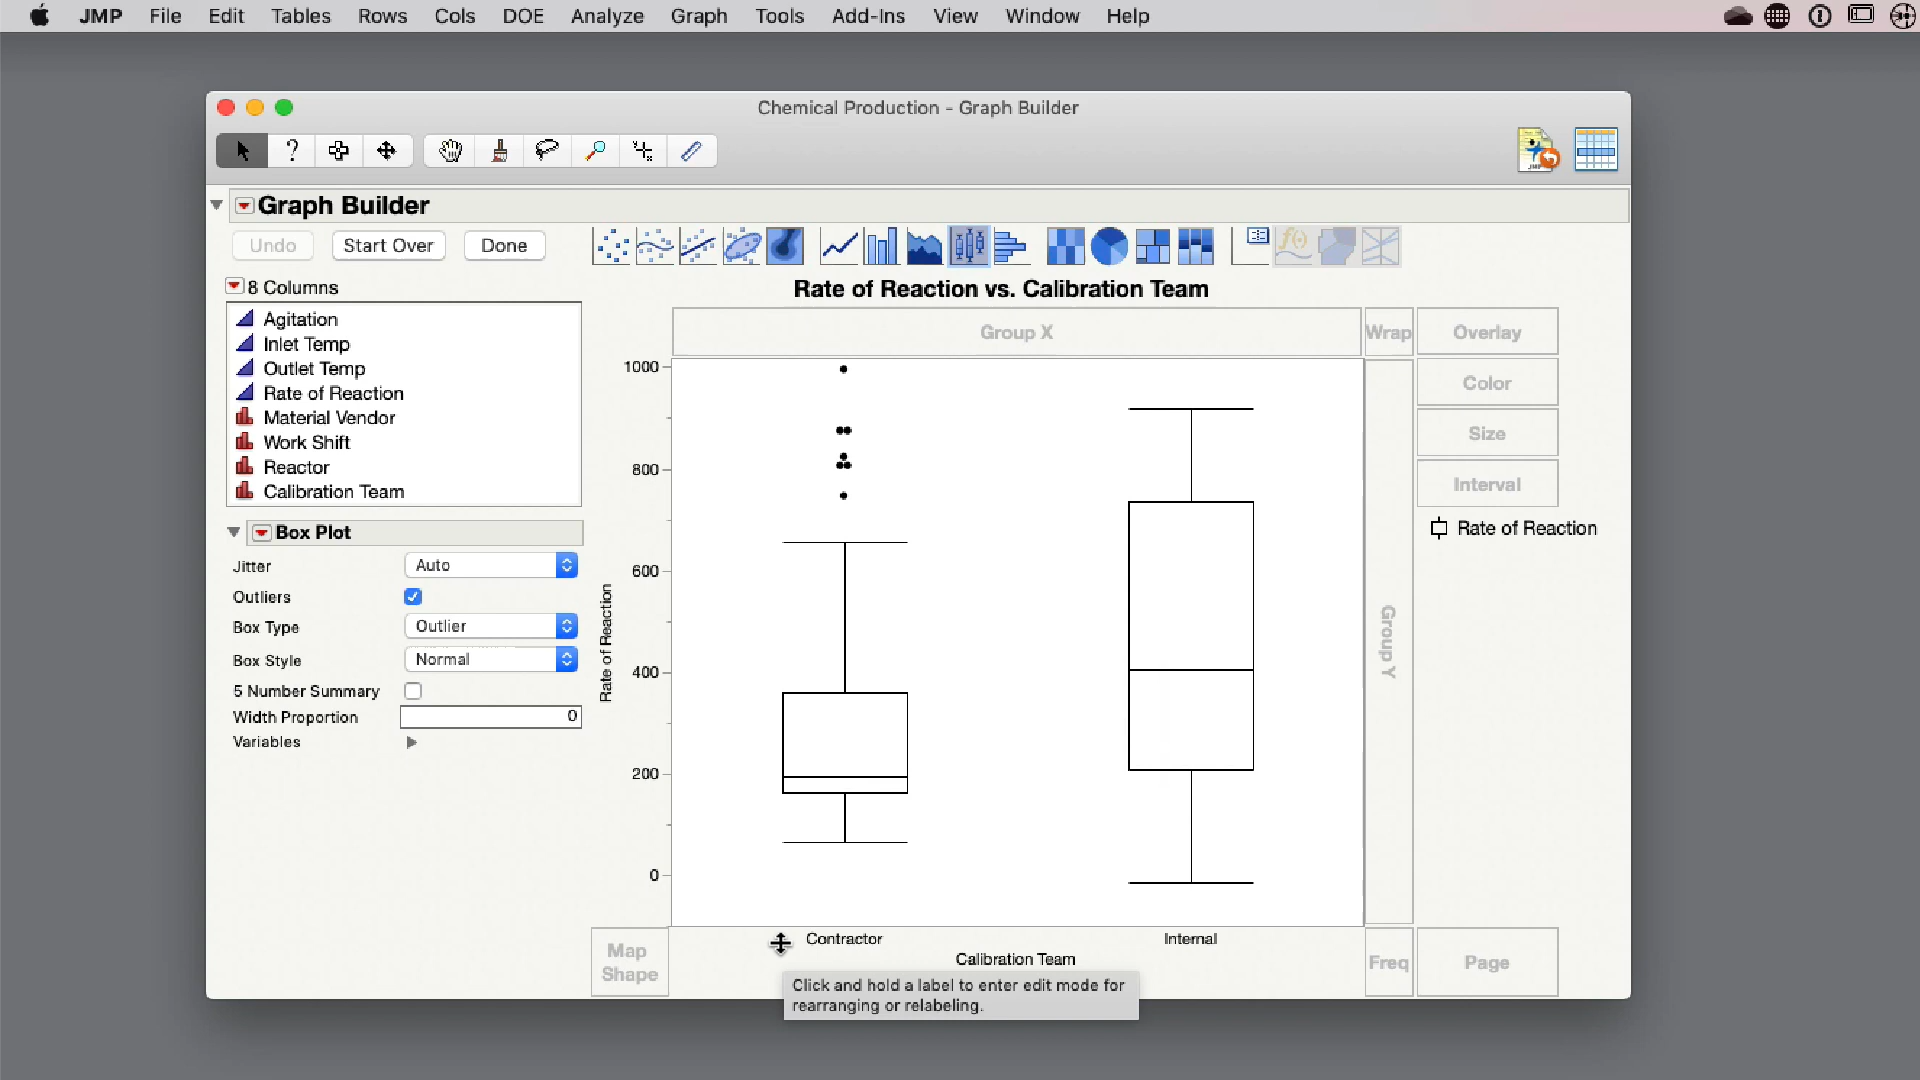 JMP File Edit Tables Rows Cols DOE Analyze Graph Tools Add-Ins View Window Help
Chemical Production - Graph Builder
Graph Builder
Undo Start Over Done
8 Columns
Agitation
Inlet Temp
Outlet Temp
Rate of Reaction
Material Vendor
Work Shift
Reactor
Calibration Team
Box Plot
Jitter Auto
Outliers
Box Type Outlier
Box Style Normal
5 Number Summary
Width Proportion 0
Variables
Rate of Reaction vs. Calibration Team
Group X
Wrap
Overlay
Color
Size
Interval
Rate of Reaction
Group Y
Rate of Reaction
1000
800
600
400
200
0
Contractor Internal
Calibration Team
Map
Shape
Freq
Page
Click and hold a label to enter edit mode for
rearranging or relabeling.